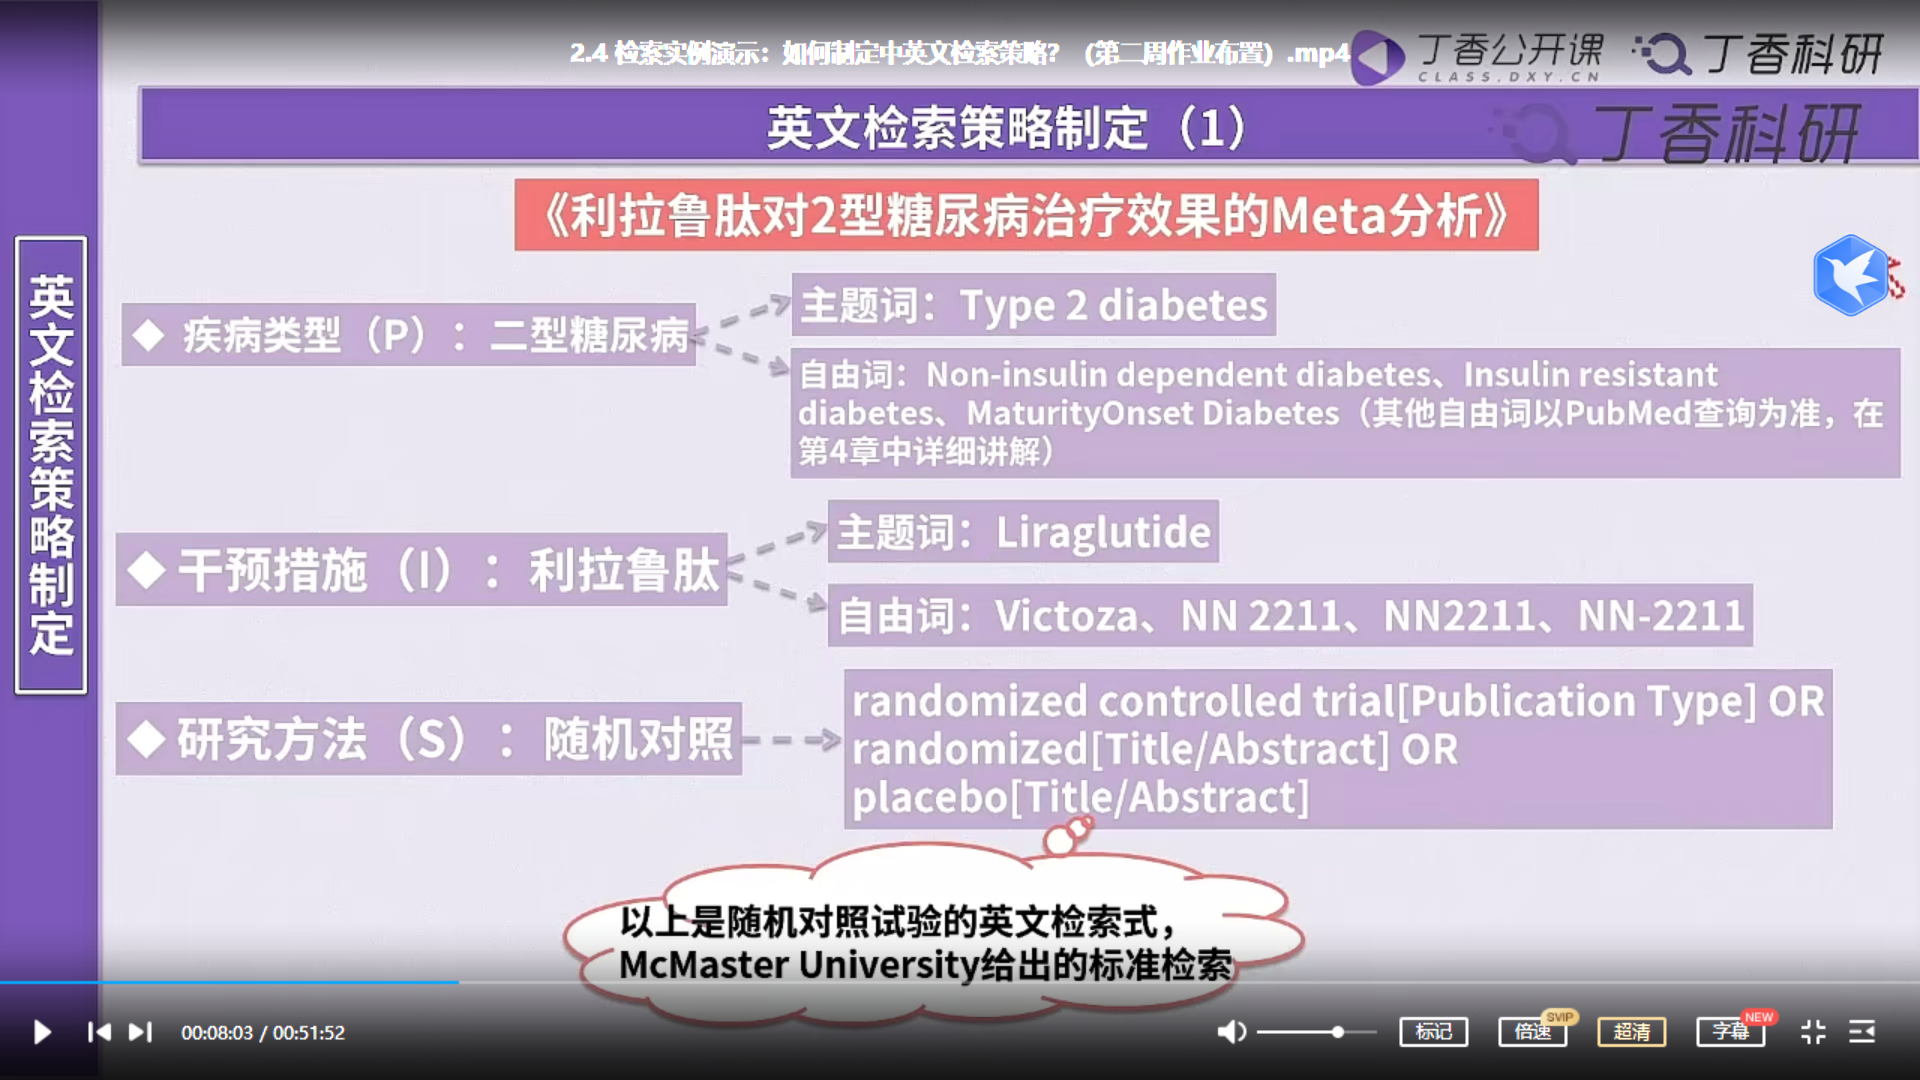 2.4 检索实例演示：如何制定中英文检索策略？ (第二周作业布置) .mp4
丁香公开课
CLASS.DXY.CN
丁香科研
英文检索策略制定（1）
丁香科研
《利拉鲁肽对2型糖尿病治疗效果的Meta分析》
英文检索策略制定
◆ 疾病类型（P）：二型糖尿病
主题词：Type 2 diabetes
自由词：Non-insulin dependent diabetes、Insulin resistant
diabetes、MaturityOnset Diabetes（其他自由词以PubMed查询为准，在
第4章中详细讲解）
◆ 干预措施（I）：利拉鲁肽
主题词：Liraglutide
自由词：Victoza、NN 2211、NN2211、NN-2211
◆ 研究方法（S）：随机对照
randomized controlled trial[Publication Type] OR
randomized[Title/Abstract] OR
placebo[Title/Abstract]
以上是随机对照试验的英文检索式，
McMaster University给出的标准检索
00:08:03 / 00:51:52
标记
倍速
SVIP
超清
字幕
NEW